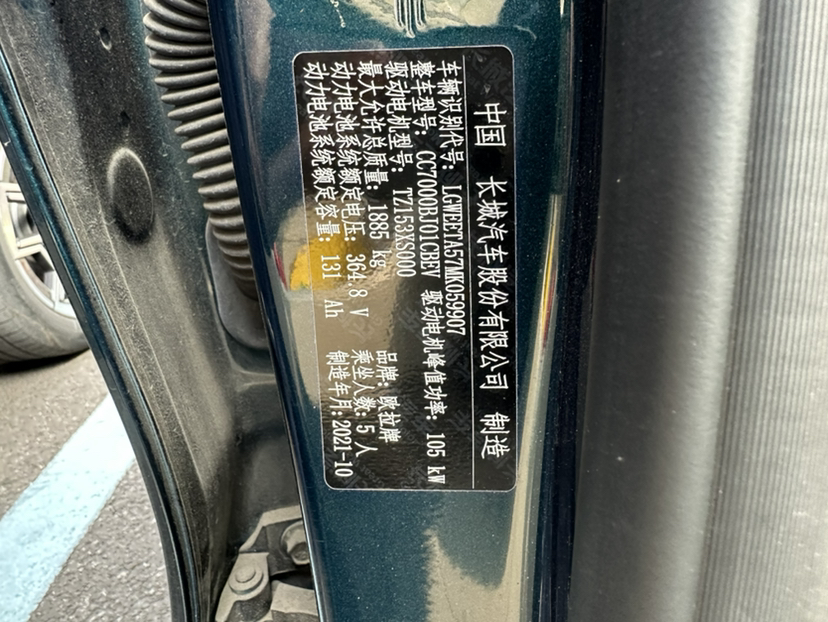 中国 长城汽车股份有限公司 制造
车辆识别代号: LGWEETA57MK059907
整车型号: CC7000BJ01CBEV 驱动电机峰值功率: 105 kW
驱动电机型号: TZ153XS000 品牌: 欧拉牌
最大允许总质量: 1885 kg 乘坐人数: 5 人
动力电池系统额定电压: 364.8 V 制造年月: 2021-10
动力电池系统额定容量: 131 Ah